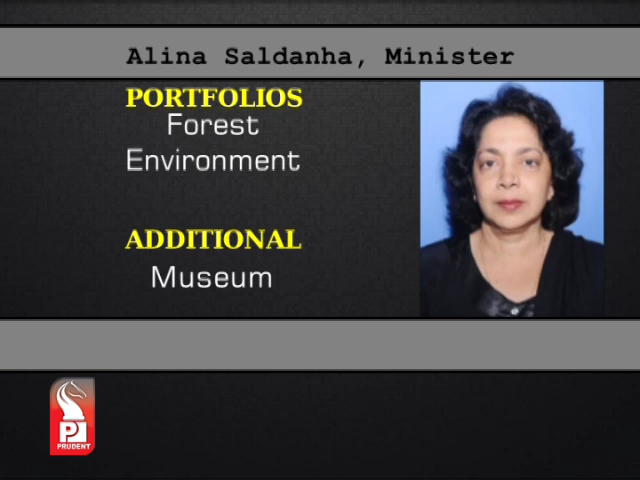 Alina Saldanha, Minister
PORTFOLIOS
Forest
Environment
ADDITIONAL
Museum
P
PRUDENT